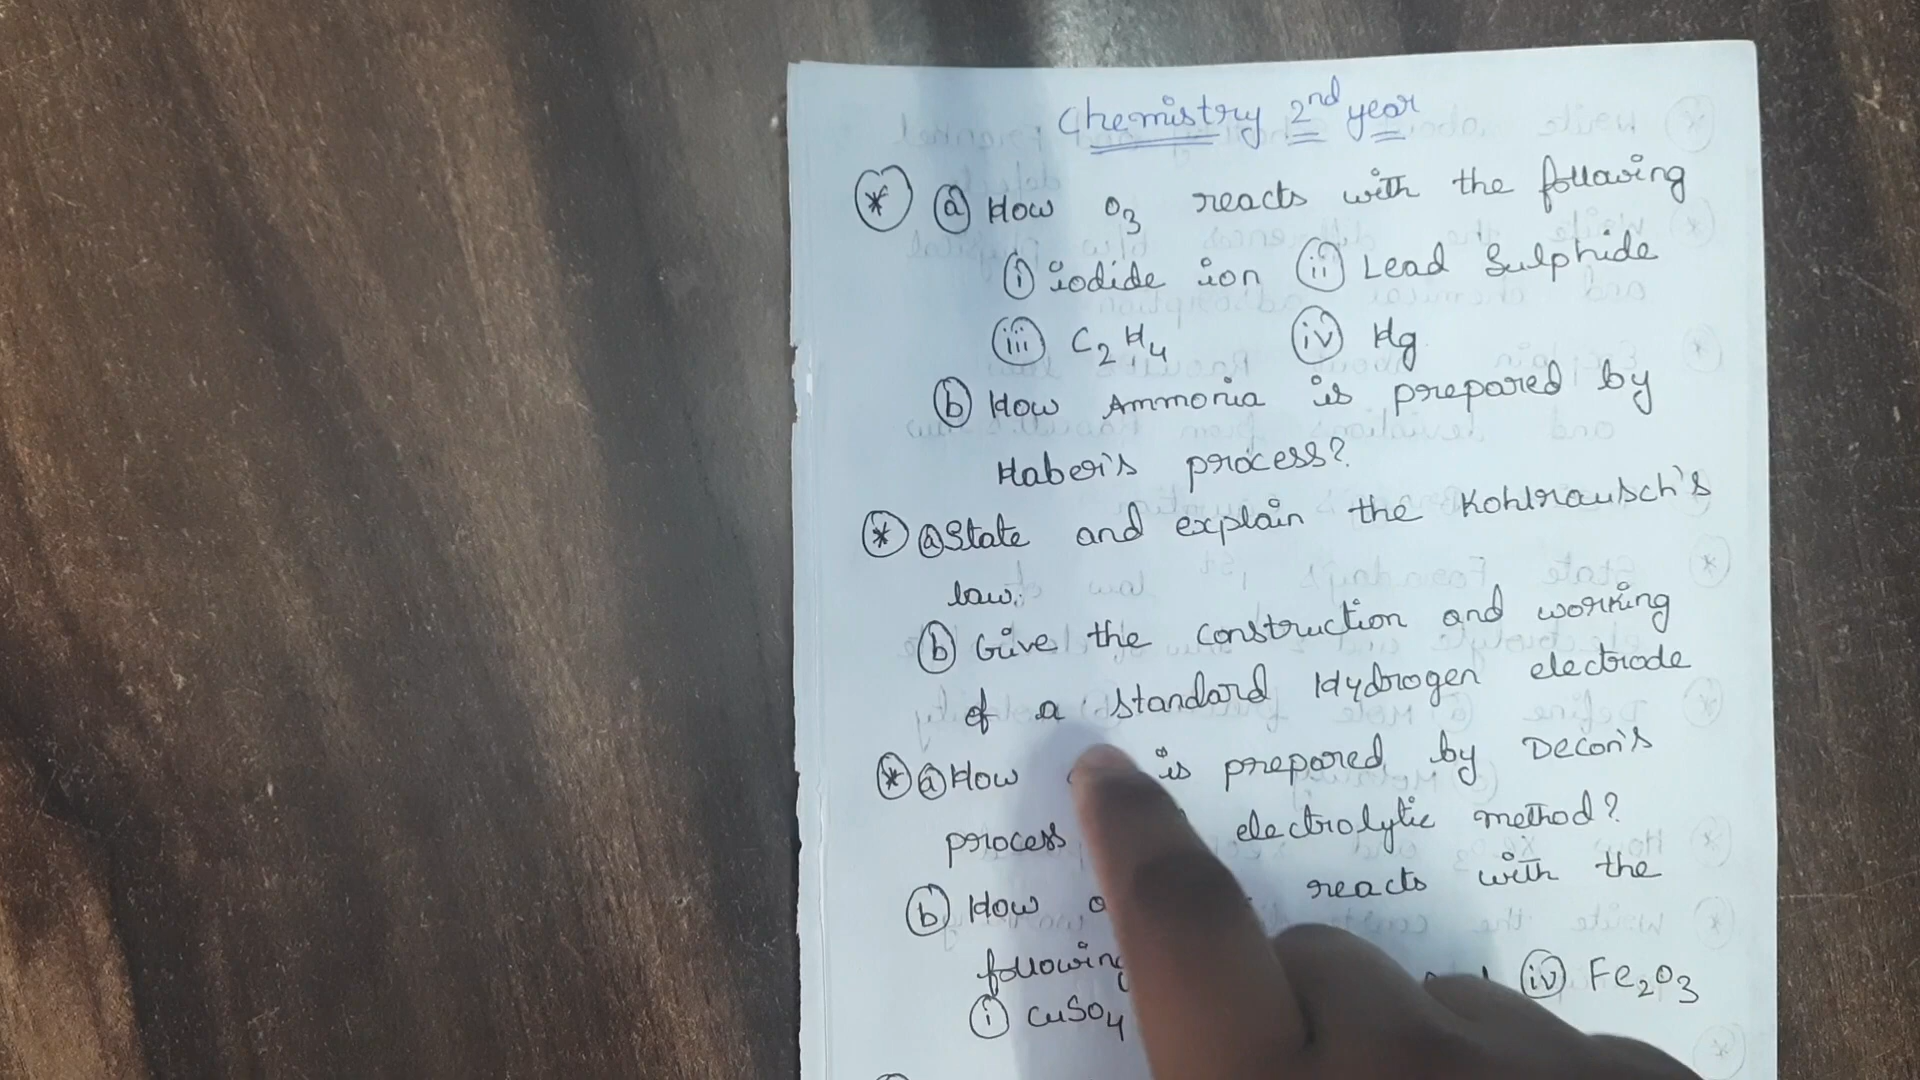 Chemistry 2nd year
* a How O3 reacts with the following
i iodide ion ii Lead Sulphide
iii C2H4 iv Hg
b How Ammonia is prepared by
Haber's process?
* a State and explain the Kohlrausch's
law.
b Give the construction and working
of a standard Hydrogen electrode
* a How is prepared by Decon's
process electrolytic method?
b How reacts with the
following
i CuSO4 iv Fe2O3